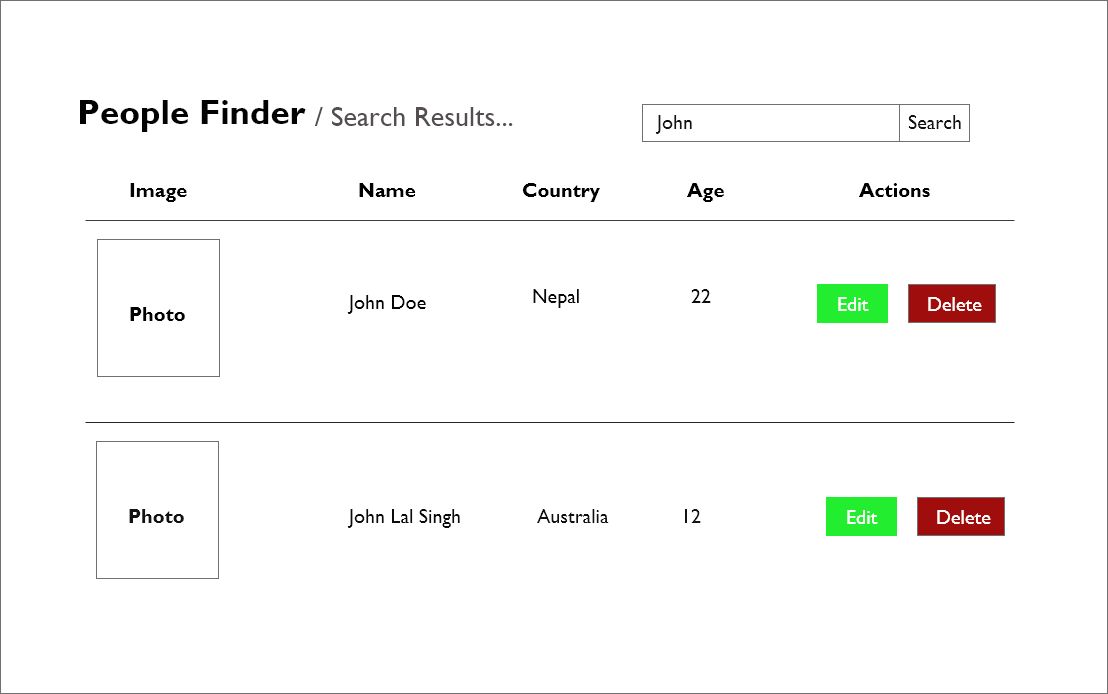 People Finder / Search Results...
John Search
Image Name Country Age Actions
Photo John Doe Nepal 22 Edit Delete
Photo John Lal Singh Australia 12 Edit Delete